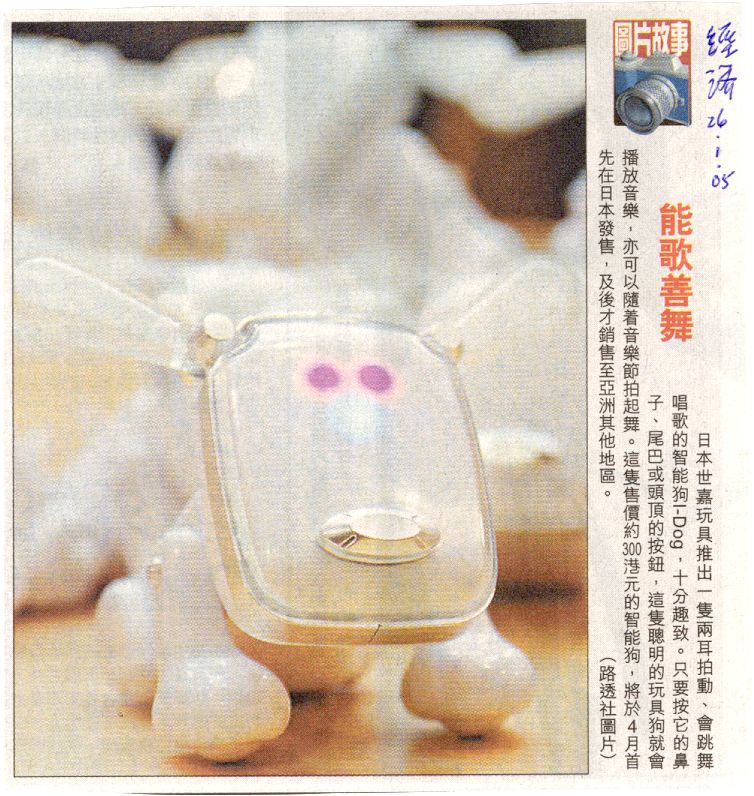 經濟 26.1.05
圖片故事
能歌善舞
日本世嘉玩具推出一隻兩耳拍動、會跳舞
唱歌的智能狗I-Dog，十分趣致。只要按它的鼻
子、尾巴或頭頂的按鈕，這隻聰明的玩具狗就會
播放音樂，亦可以隨着音樂節拍起舞。這隻售價約300港元的智能狗，將於4月首
先在日本發售，及後才銷售至亞洲其他地區。
（路透社圖片）